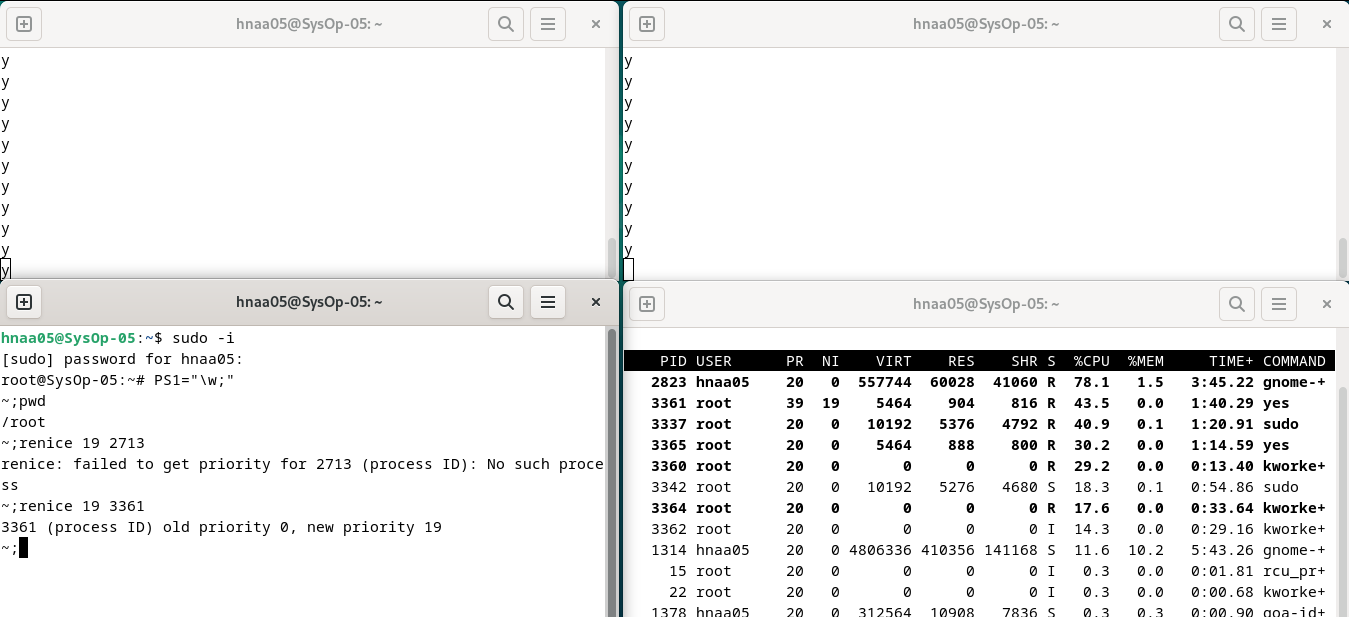 hnaa05@SysOp-05: ~
y
y
y
y
y
y
y
y
y
y
y
hnaa05@SysOp-05: ~
y
y
y
y
y
y
y
y
y
y
hnaa05@SysOp-05: ~
hnaa05@SysOp-05:~$ sudo -i
[sudo] password for hnaa05:
root@SysOp-05:~# PS1="\w;"
~;pwd
/root
~;renice 19 2713
renice: failed to get priority for 2713 (process ID): No such proce
ss
~;renice 19 3361
3361 (process ID) old priority 0, new priority 19
~;
hnaa05@SysOp-05: ~
PID USER PR NI VIRT RES SHR S %CPU %MEM TIME+ COMMAND
2823 hnaa05 20 0 557744 60028 41060 R 78.1 1.5 3:45.22 gnome-+
3361 root 39 19 5464 904 816 R 43.5 0.0 1:40.29 yes
3337 root 20 0 10192 5376 4792 R 40.9 0.1 1:20.91 sudo
3365 root 20 0 5464 888 800 R 30.2 0.0 1:14.59 yes
3360 root 20 0 0 0 0 R 29.2 0.0 0:13.40 kworke+
3342 root 20 0 10192 5276 4680 S 18.3 0.1 0:54.86 sudo
3364 root 20 0 0 0 0 R 17.6 0.0 0:33.64 kworke+
3362 root 20 0 0 0 0 I 14.3 0.0 0:29.16 kworke+
1314 hnaa05 20 0 4806336 410356 141168 S 11.6 10.2 5:43.26 gnome-+
15 root 20 0 0 0 0 I 0.3 0.0 0:01.81 rcu_pr+
22 root 20 0 0 0 0 I 0.3 0.0 0:00.68 kworke+
1378 hnaa05 20 0 312564 10908 7836 S 0.3 0.3 0:00.90 goa-id+